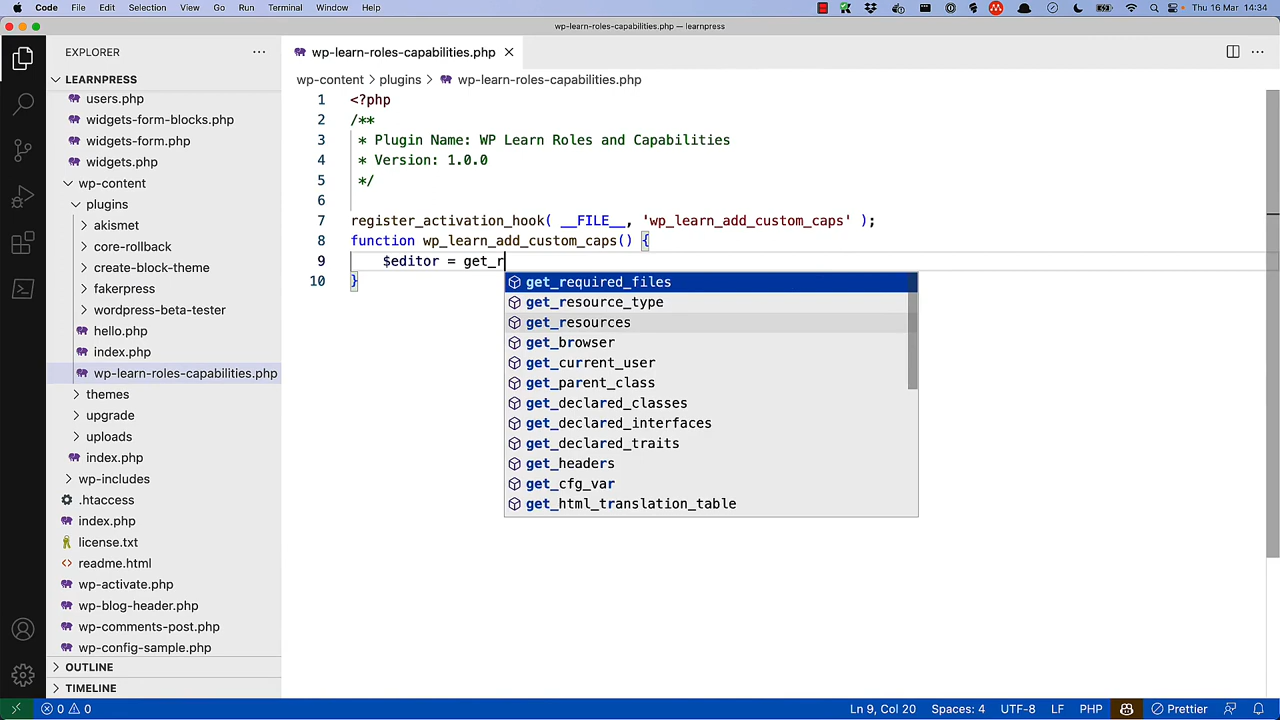 Code File Edit Selection View Go Run Terminal Window Help Thu 16 Mar 14:34
wp-learn-roles-capabilities.php — learnpress
EXPLORER
wp-learn-roles-capabilities.php
LEARNPRESS
wp-content plugins wp-learn-roles-capabilities.php
users.php
widgets-form-blocks.php
widgets-form.php
widgets.php
wp-content
plugins
akismet
core-rollback
create-block-theme
fakerpress
wordpress-beta-tester
hello.php
index.php
wp-learn-roles-capabilities.php
themes
upgrade
uploads
index.php
wp-includes
.htaccess
index.php
license.txt
readme.html
wp-activate.php
wp-blog-header.php
wp-comments-post.php
wp-config-sample.php
OUTLINE
TIMELINE
1 <?php
2 /**
3 * Plugin Name: WP Learn Roles and Capabilities
4 * Version: 1.0.0
5 */
6
7 register_activation_hook( __FILE__, 'wp_learn_add_custom_caps' );
8 function wp_learn_add_custom_caps() {
9 $editor = get_r
10 }
get_required_files
get_resource_type
get_resources
get_browser
get_current_user
get_parent_class
get_declared_classes
get_declared_interfaces
get_declared_traits
get_headers
get_cfg_var
get_html_translation_table
0 0 Ln 9, Col 20 Spaces: 4 UTF-8 LF PHP Prettier